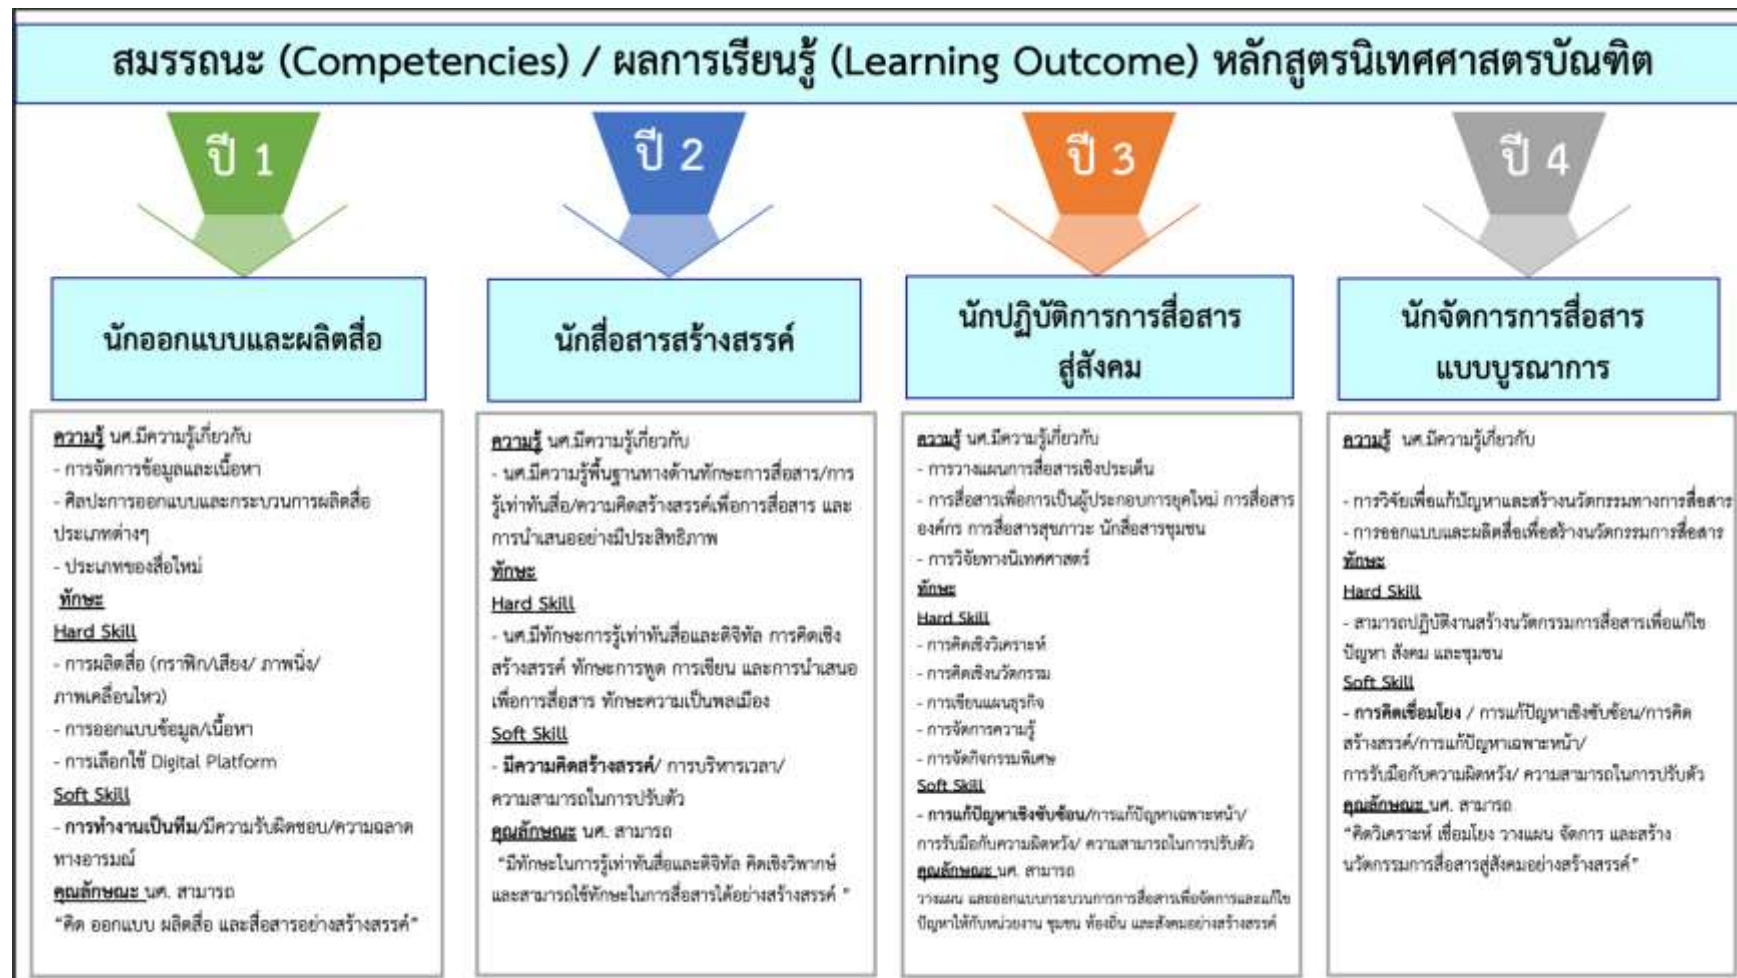 สมรรถนะ (Competencies) / ผลการเรียนรู้ (Learning Outcome) หลักสูตรนิเทศศาสตรบัณฑิต
ปี 1
นักออกแบบและผลิตสื่อ
ความรู้ นศ.มีความรู้เกี่ยวกับ
- การจัดการข้อมูลและเนื้อหา
- ศิลปะการออกแบบและกระบวนการผลิตสื่อ
ประเภทต่างๆ
- ประเภทของสื่อใหม่
ทักษะ
Hard Skill
- การผลิตสื่อ (กราฟิก/เสียง/ ภาพนิ่ง/
ภาพเคลื่อนไหว)
- การออกแบบข้อมูล/เนื้อหา
- การเลือกใช้ Digital Platform
Soft Skill
- การทำงานเป็นทีม/มีความรับผิดชอบ/ความฉลาด
ทางอารมณ์
คุณลักษณะ นศ. สามารถ
"คิด ออกแบบ ผลิตสื่อ และสื่อสารอย่างสร้างสรรค์"
ปี 2
นักสื่อสารสร้างสรรค์
ความรู้ นศ.มีความรู้เกี่ยวกับ
- นศ.มีความรู้พื้นฐานทางด้านทักษะการสื่อสาร/การ
รู้เท่าทันสื่อ/ความคิดสร้างสรรค์เพื่อการสื่อสาร และ
การนำเสนออย่างมีประสิทธิภาพ
ทักษะ
Hard Skill
- นศ.มีทักษะการรู้เท่าทันสื่อและดิจิทัล การคิดเชิง
สร้างสรรค์ ทักษะการพูด การเขียน และการนำเสนอ
เพื่อการสื่อสาร ทักษะความเป็นพลเมือง
Soft Skill
- มีความคิดสร้างสรรค์/ การบริหารเวลา/
ความสามารถในการปรับตัว
คุณลักษณะ นศ. สามารถ
"มีทักษะในการรู้เท่าทันสื่อและดิจิทัล คิดเชิงวิพากษ์
และสามารถใช้ทักษะในการสื่อสารได้อย่างสร้างสรรค์ "
ปี 3
นักปฏิบัติการการสื่อสาร
สู่สังคม
ความรู้ นศ.มีความรู้เกี่ยวกับ
- การวางแผนการสื่อสารเชิงประเด็น
- การสื่อสารเพื่อการเป็นผู้ประกอบการยุคใหม่ การสื่อสาร
องค์กร การสื่อสารสุขภาวะ นักสื่อสารชุมชน
- การวิจัยทางนิเทศศาสตร์
ทักษะ
Hard Skill
- การคิดเชิงวิเคราะห์
- การคิดเชิงนวัตกรรม
- การเขียนแผนธุรกิจ
- การจัดการความรู้
- การจัดกิจกรรมพิเศษ
Soft Skill
- การแก้ปัญหาเชิงซับซ้อน/การแก้ปัญหาเฉพาะหน้า/
การรับมือกับความผิดหวัง/ ความสามารถในการปรับตัว
คุณลักษณะ นศ. สามารถ
วางแผน และออกแบบกระบวนการการสื่อสารเพื่อจัดการและแก้ไข
ปัญหาให้กับหน่วยงาน ชุมชน ท้องถิ่น และสังคมอย่างสร้างสรรค์
ปี 4
นักจัดการการสื่อสาร
แบบบูรณาการ
ความรู้ นศ.มีความรู้เกี่ยวกับ
- การวิจัยเพื่อแก้ปัญหาและสร้างนวัตกรรมทางการสื่อสาร
- การออกแบบและผลิตสื่อเพื่อสร้างนวัตกรรมการสื่อสาร
ทักษะ
Hard Skill
- สามารถปฏิบัติงานสร้างนวัตกรรมการสื่อสารเพื่อแก้ไข
ปัญหา สังคม และชุมชน
Soft Skill
- การคิดเชื่อมโยง / การแก้ปัญหาเชิงซับซ้อน/การคิด
สร้างสรรค์/การแก้ปัญหาเฉพาะหน้า/
การรับมือกับความผิดหวัง/ ความสามารถในการปรับตัว
คุณลักษณะ นศ. สามารถ
"คิดวิเคราะห์ เชื่อมโยง วางแผน จัดการ และสร้าง
นวัตกรรมการสื่อสารสู่สังคมอย่างสร้างสรรค์"